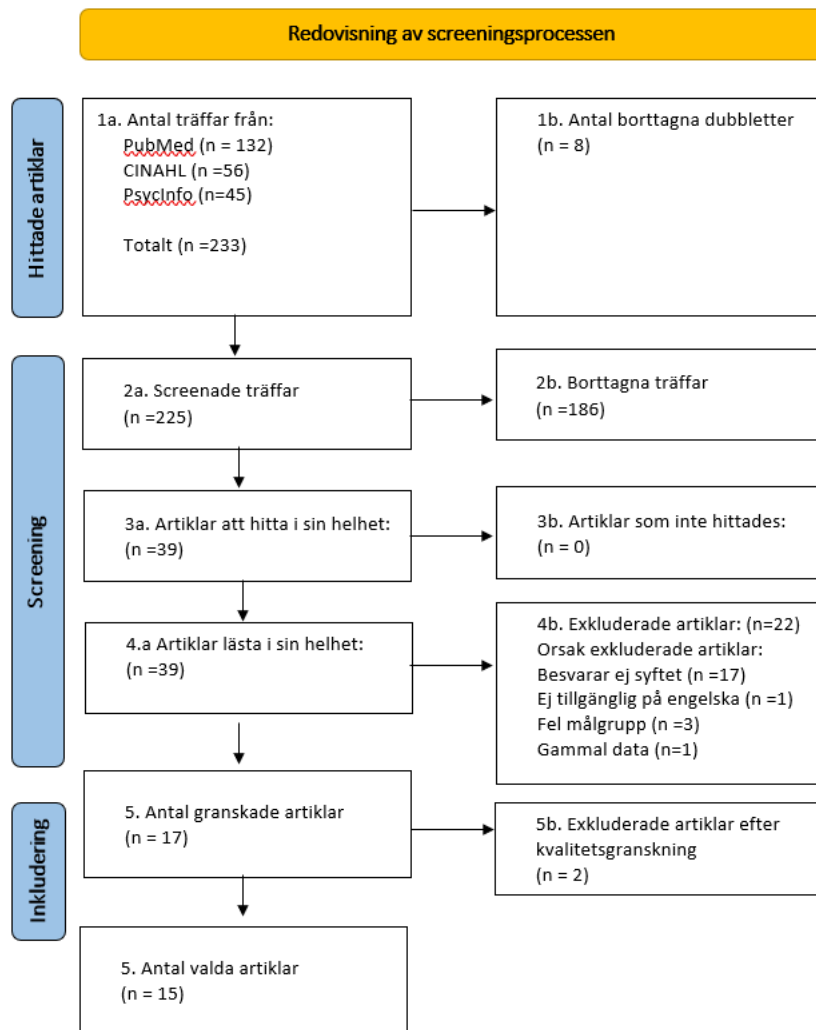 Redovisning av screeningsprocessen
Hittade artiklar
1a. Antal träffar från:
PubMed (n = 132)
CINAHL (n =56)
PsycInfo (n=45)
Totalt (n =233)
1b. Antal borttagna dubbletter
(n = 8)
Screening
2a. Screenade träffar
(n =225)
2b. Borttagna träffar
(n =186)
3a. Artiklar att hitta i sin helhet:
(n =39)
3b. Artiklar som inte hittades:
(n = 0)
4.a Artiklar lästa i sin helhet:
(n =39)
4b. Exkluderade artiklar: (n=22)
Orsak exkluderade artiklar:
Besvarar ej syftet (n =17)
Ej tillgänglig på engelska (n =1)
Fel målgrupp (n =3)
Gammal data (n=1)
Inkludering
5. Antal granskade artiklar
(n = 17)
5b. Exkluderade artiklar efter
kvalitetsgranskning
(n = 2)
5. Antal valda artiklar
(n = 15)